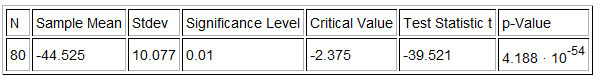 N Sample Mean Stdev Significance Level Critical Value Test Statistic t p-Value
80 -44.525 10.077 0.01 -2.375 -39.521 4.188 · 10^-54